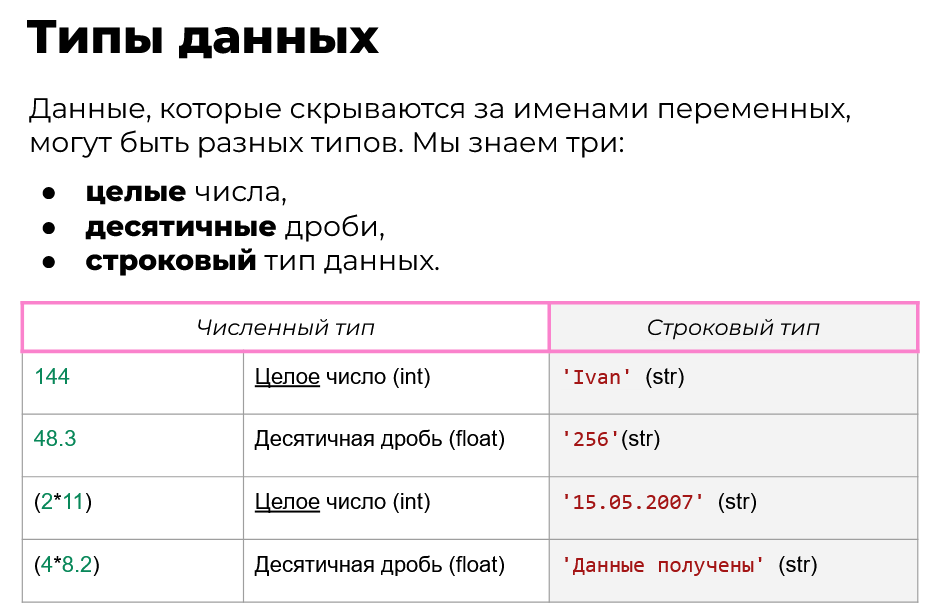 Типы данных
Данные, которые скрываются за именами переменных,
могут быть разных типов. Мы знаем три:
● целые числа,
● десятичные дроби,
● строковый тип данных.
Численный тип Строковый тип
144 Целое число (int) 'Ivan' (str)
48.3 Десятичная дробь (float) '256'(str)
(2*11) Целое число (int) '15.05.2007' (str)
(4*8.2) Десятичная дробь (float) 'Данные получены' (str)